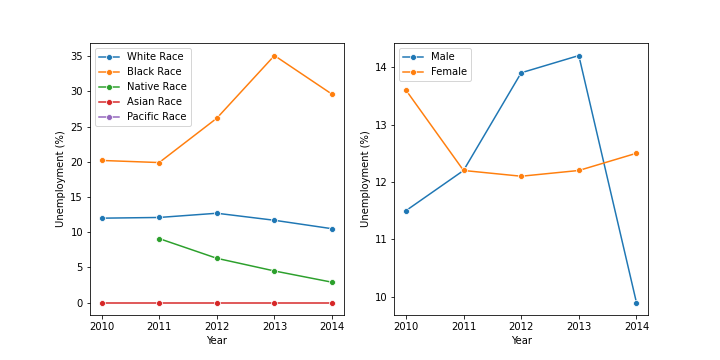 White Race
Black Race
Native Race
Asian Race
Pacific Race
35
30
25
20
15
10
5
0
Unemployment (%)
2010 2011 2012 2013 2014
Year
Male
Female
14
13
12
11
10
Unemployment (%)
2010 2011 2012 2013 2014
Year